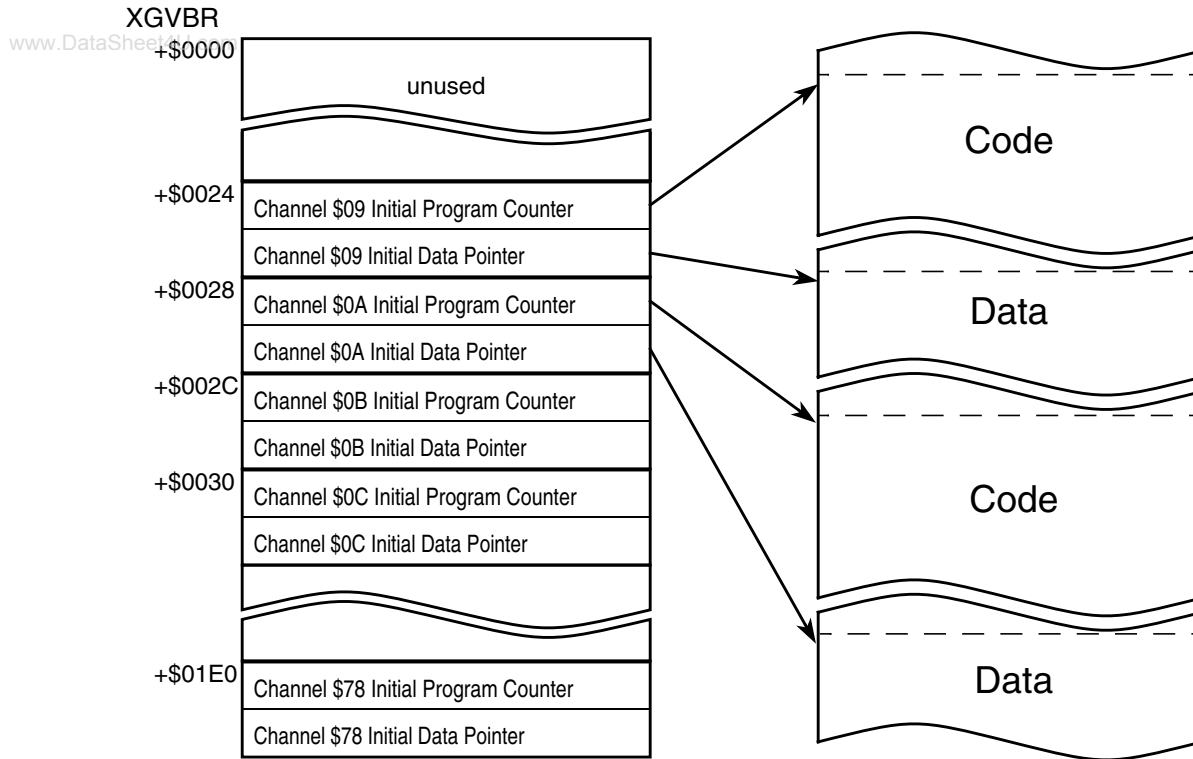 XGVBR
www.DataSheet4U.com
+$0000
unused
+$0024
Channel $09 Initial Program Counter
Channel $09 Initial Data Pointer
+$0028
Channel $0A Initial Program Counter
Channel $0A Initial Data Pointer
+$002C
Channel $0B Initial Program Counter
Channel $0B Initial Data Pointer
+$0030
Channel $0C Initial Program Counter
Channel $0C Initial Data Pointer
+$01E0
Channel $78 Initial Program Counter
Channel $78 Initial Data Pointer
Code
Data
Code
Data